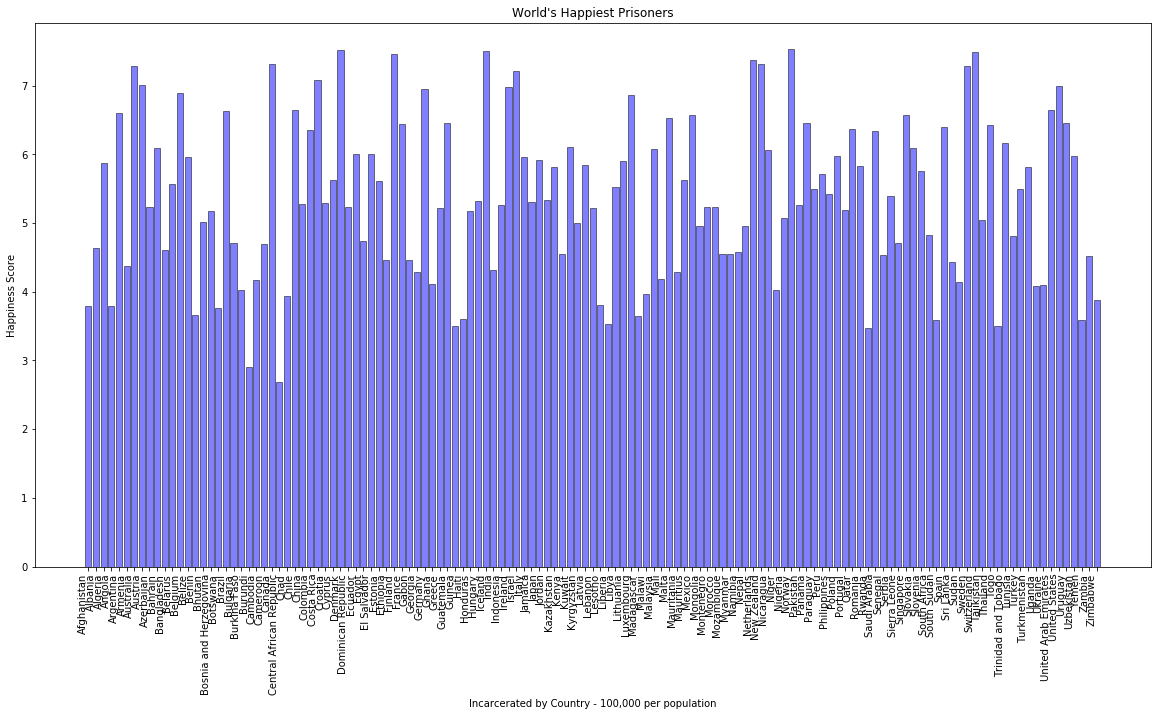 World's Happiest Prisoners
Happiness Score
7
6
5
4
3
2
1
0
Afghanistan
Albania
Algeria
Angola
Argentina
Armenia
Australia
Austria
Azerbaijan
Bahrain
Bangladesh
Belarus
Belgium
Belize
Benin
Bhutan
Bosnia and Herzegovina
Botswana
Brazil
Bulgaria
Burkina Faso
Burundi
Cambodia
Cameroon
Canada
Central African Republic
Chad
Chile
China
Colombia
Costa Rica
Croatia
Cyprus
Denmark
Dominican Republic
Ecuador
Egypt
El Salvador
Estonia
Ethiopia
Finland
France
Gabon
Georgia
Germany
Ghana
Greece
Guatemala
Guinea
Haiti
Honduras
Hungary
Iceland
India
Indonesia
Ireland
Israel
Italy
Jamaica
Japan
Jordan
Kazakhstan
Kenya
Kuwait
Kyrgyzstan
Latvia
Lebanon
Lesotho
Liberia
Libya
Lithuania
Luxembourg
Madagascar
Malawi
Malaysia
Mali
Malta
Mauritania
Mauritius
Mexico
Mongolia
Montenegro
Morocco
Mozambique
Myanmar
Namibia
Nepal
Netherlands
New Zealand
Nicaragua
Niger
Nigeria
Norway
Pakistan
Panama
Paraguay
Peru
Philippines
Poland
Portugal
Qatar
Romania
Rwanda
Saudi Arabia
Senegal
Serbia
Sierra Leone
Singapore
Slovakia
Slovenia
South Africa
South Sudan
Spain
Sri Lanka
Sudan
Sweden
Switzerland
Tajikistan
Thailand
Togo
Trinidad and Tobago
Tunisia
Turkey
Turkmenistan
Uganda
Ukraine
United Arab Emirates
United States
Uruguay
Uzbekistan
Yemen
Zambia
Zimbabwe
Incarcerated by Country - 100,000 per population